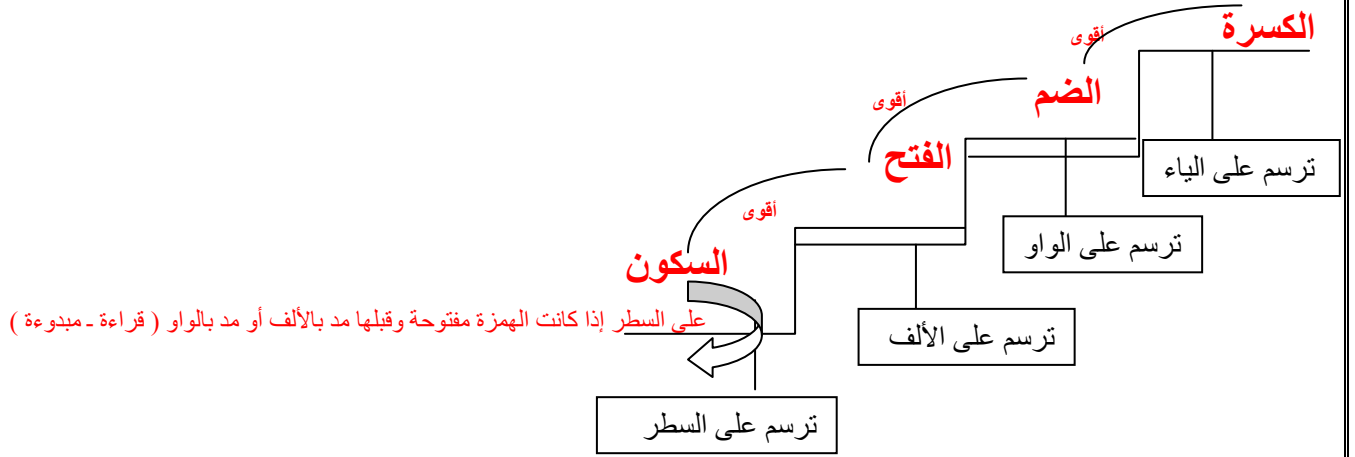 الكسرة
أقوى
الضم
أقوى
الفتح
ترسم على الياء
أقوى
ترسم على الواو
السكون
على السطر إذا كانت الهمزة مفتوحة وقبلها مد بالألف أو مد بالواو ( قراءة - مبدوءة )
ترسم على الألف
ترسم على السطر